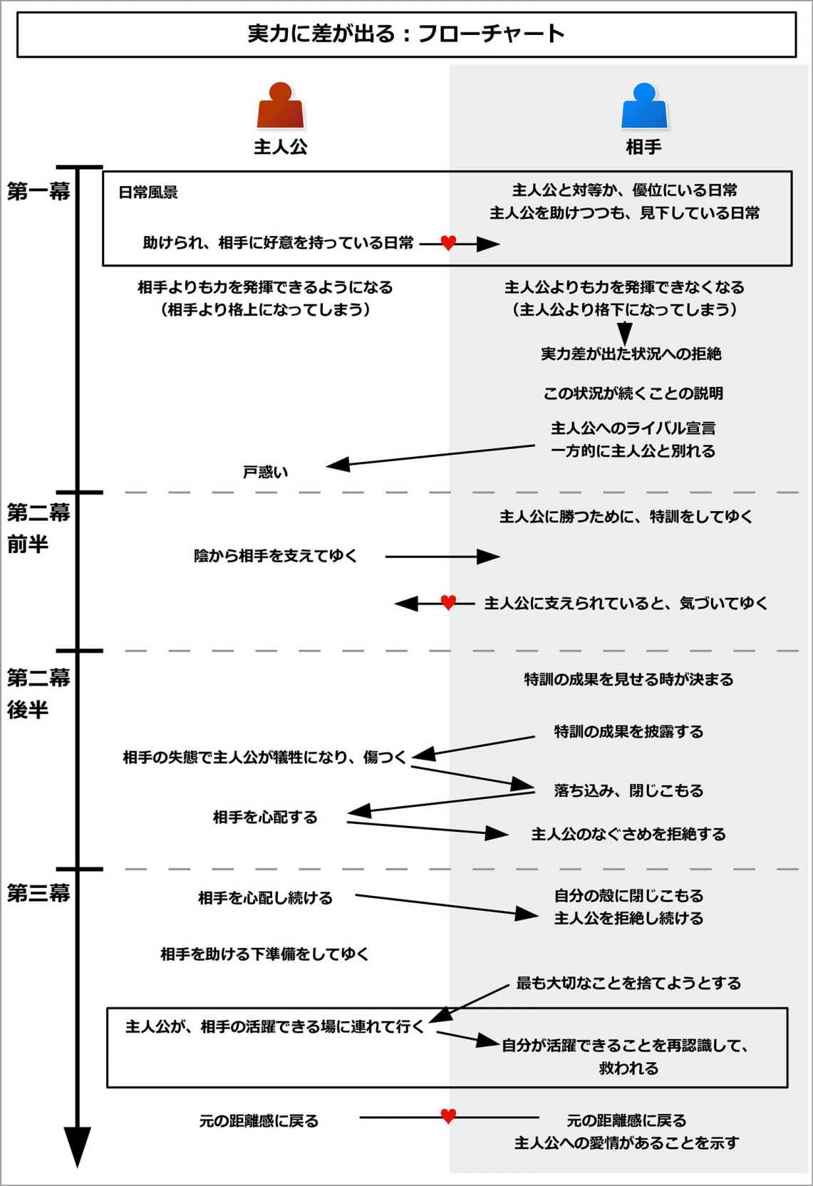 実力に差が出る：フローチャート
主人公
相手
第一幕
日常風景
主人公と対等か、優位にいる日常
主人公を助けつつも、見下している日常
助けられ、相手に好意を持っている日常
相手よりも力を発揮できるようになる
（相手より格上になってしまう）
主人公よりも力を発揮できなくなる
（主人公より格下になってしまう）
実力差が出た状況への拒絶
この状況が続くことの説明
主人公へのライバル宣言
一方的に主人公と別れる
戸惑い
第二幕
前半
主人公に勝つために、特訓をしてゆく
陰から相手を支えてゆく
主人公に支えられていると、気づいてゆく
第二幕
後半
特訓の成果を見せる時が決まる
特訓の成果を披露する
相手の失態で主人公が犠牲になり、傷つく
落ち込み、閉じこもる
相手を心配する
主人公のなぐさめを拒絶する
第三幕
相手を心配し続ける
自分の殻に閉じこもる
主人公を拒絶し続ける
相手を助ける下準備をしてゆく
最も大切なことを捨てようとする
主人公が、相手の活躍できる場に連れて行く
自分が活躍できることを再認識して、
救われる
元の距離感に戻る
元の距離感に戻る
主人公への愛情があることを示す